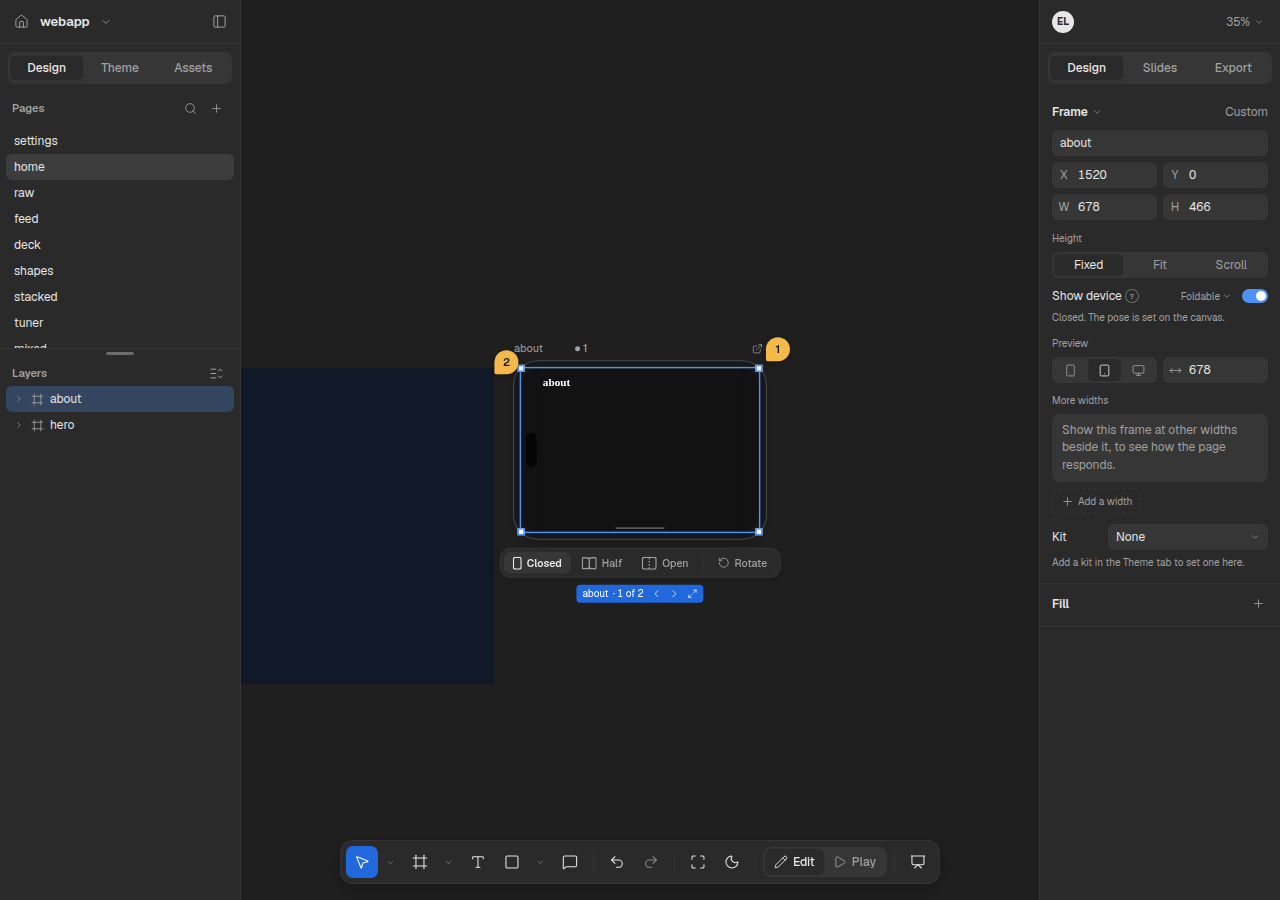 webapp
Design
Theme
Assets
Pages
settings
home
raw
feed
deck
shapes
stacked
tuner
mixed
Layers
about
hero
about
1
1
2
about
Closed
Half
Open
Rotate
about · 1 of 2
Edit
Play
EL
35%
Design
Slides
Export
Frame
Custom
about
X 1520
Y 0
W 678
H 466
Height
Fixed
Fit
Scroll
Show device ?
Foldable
Closed. The pose is set on the canvas.
Preview
678
More widths
Show this frame at other widths
beside it, to see how the page
responds.
Add a width
Kit
None
Add a kit in the Theme tab to set one here.
Fill